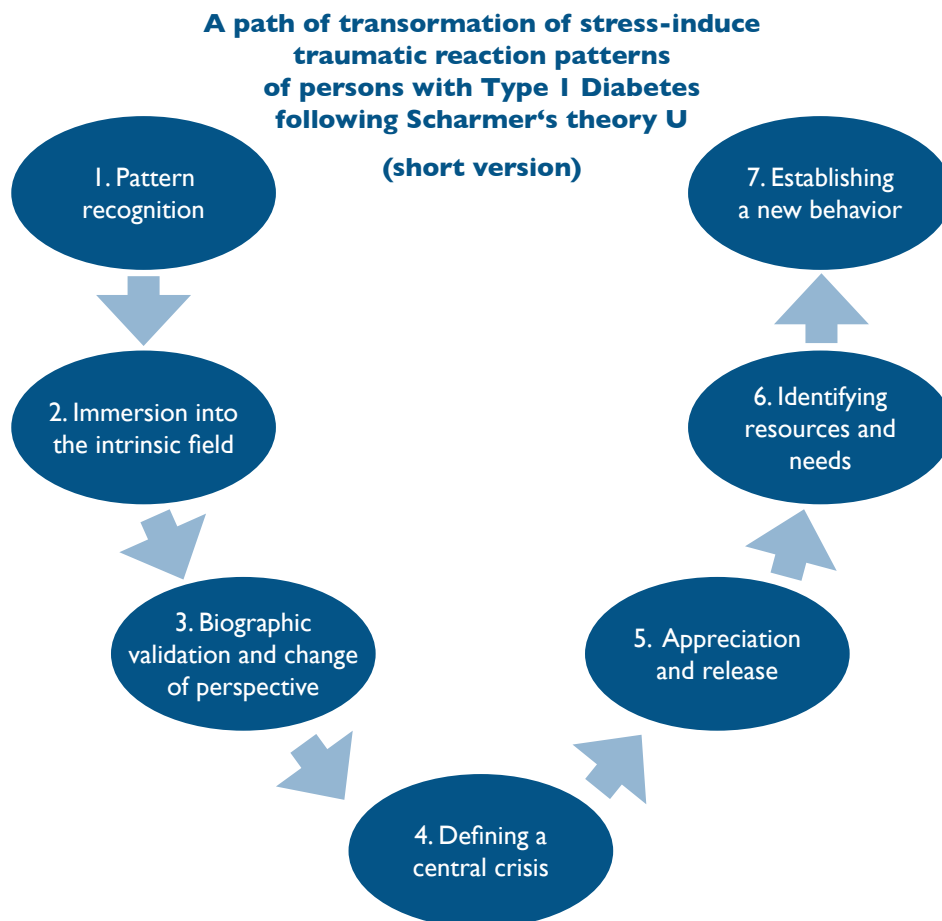 A path of transormation of stress-induce
traumatic reaction patterns
of persons with Type 1 Diabetes
following Scharmer‘s theory U
(short version)
1. Pattern
recognition
2. Immersion into
the intrinsic field
3. Biographic
validation and change
of perspective
4. Defining a
central crisis
5. Appreciation
and release
6. Identifying
resources and
needs
7. Establishing
a new behavior